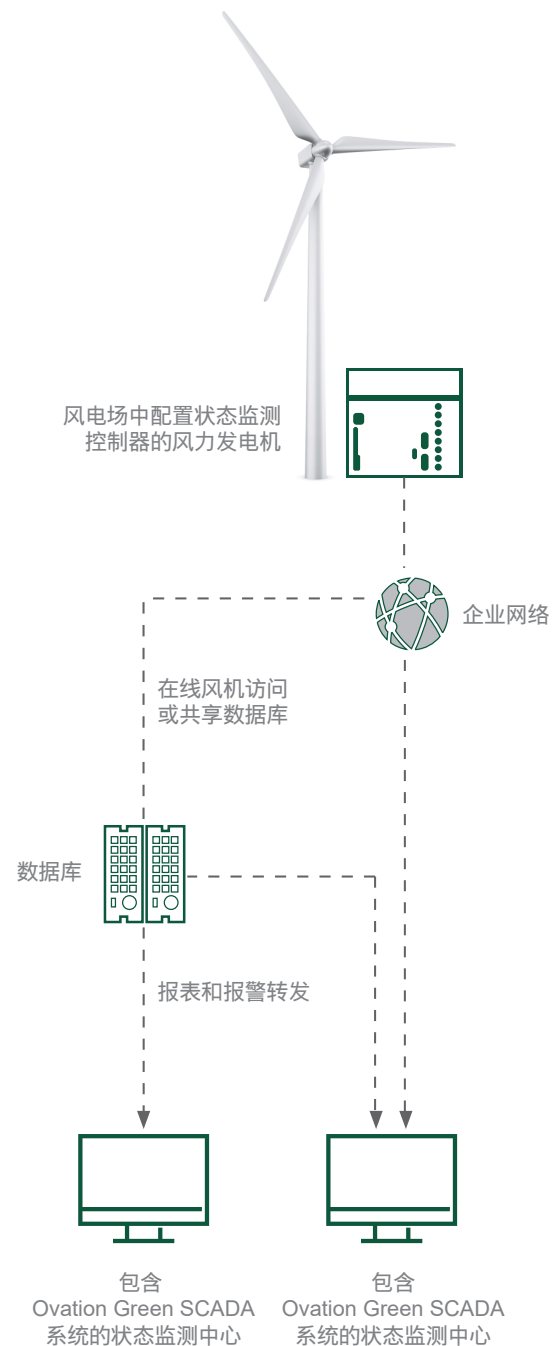 风电场中配置状态监测
控制器的风力发电机
企业网络
在线风机访问
或共享数据库
数据库
报表和报警转发
包含
Ovation Green SCADA
系统的状态监测中心
包含
Ovation Green SCADA
系统的状态监测中心